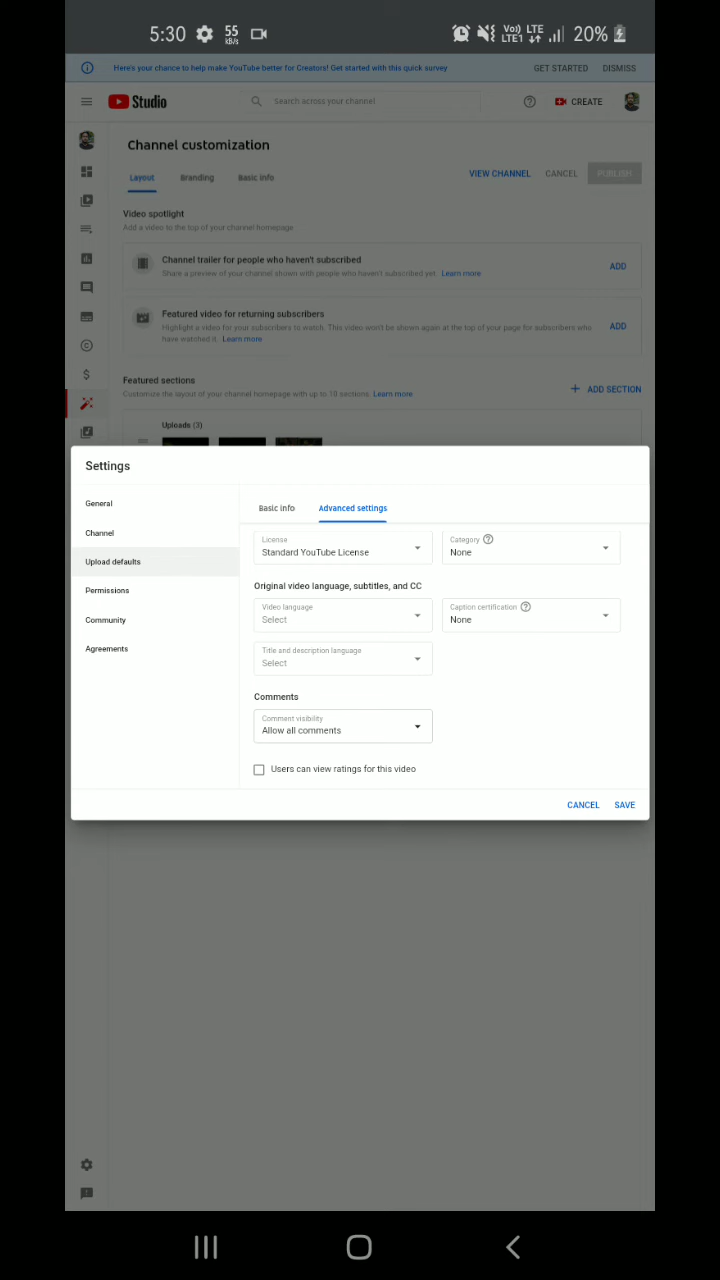 5:30 55 KB/s Vo) LTE LTE1 20%
Here's your chance to help make YouTube better for Creators! Get started with this quick survey GET STARTED DISMISS
Studio Search across your channel CREATE
Channel customization
Layout Branding Basic info VIEW CHANNEL CANCEL PUBLISH
Video spotlight
Add a video to the top of your channel homepage
Channel trailer for people who haven't subscribed
Share a preview of your channel shown with people who haven't subscribed yet. Learn more ADD
Featured video for returning subscribers
Highlight a video for your subscribers to watch. This video won't be shown again at the top of your page for subscribers who ADD
have watched it. Learn more
Featured sections
Customize the layout of your channel homepage with up to 10 sections. Learn more ADD SECTION
Uploads (3)
Settings
General
Channel
Upload defaults
Permissions
Community
Agreements
Basic info Advanced settings
License Category
Standard YouTube License None
Original video language, subtitles, and CC
Video language Caption certification
Select None
Title and description language
Select
Comments
Comment visibility
Allow all comments
Users can view ratings for this video
CANCEL SAVE